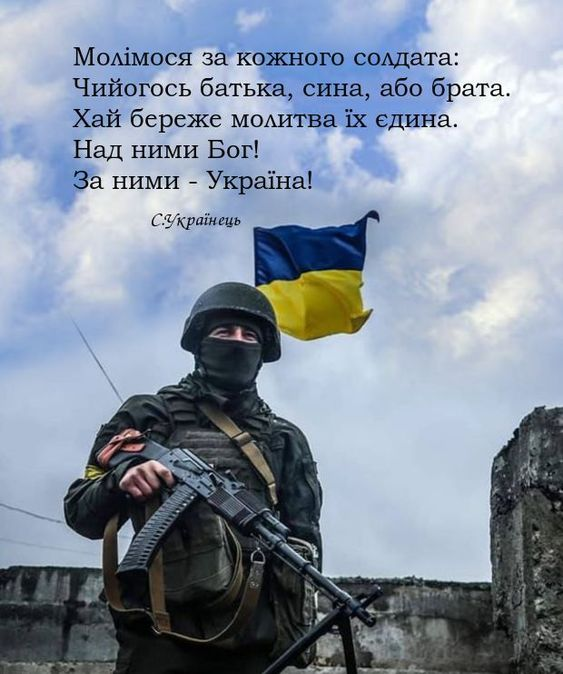 Молімося за кожного солдата:
Чийогось батька, сина, або брата.
Хай береже молитва їх єдина.
Над ними Бог!
За ними - Україна!
С.Українець